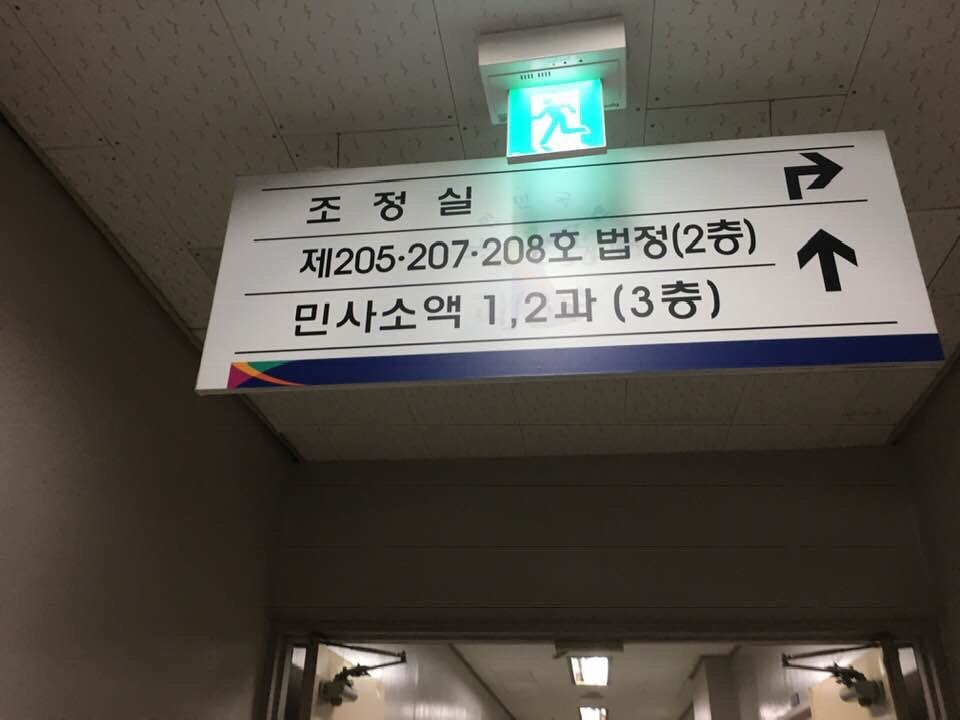 조정실
제205·207·208호 법정(2층)
민사소액 1,2과 (3층)